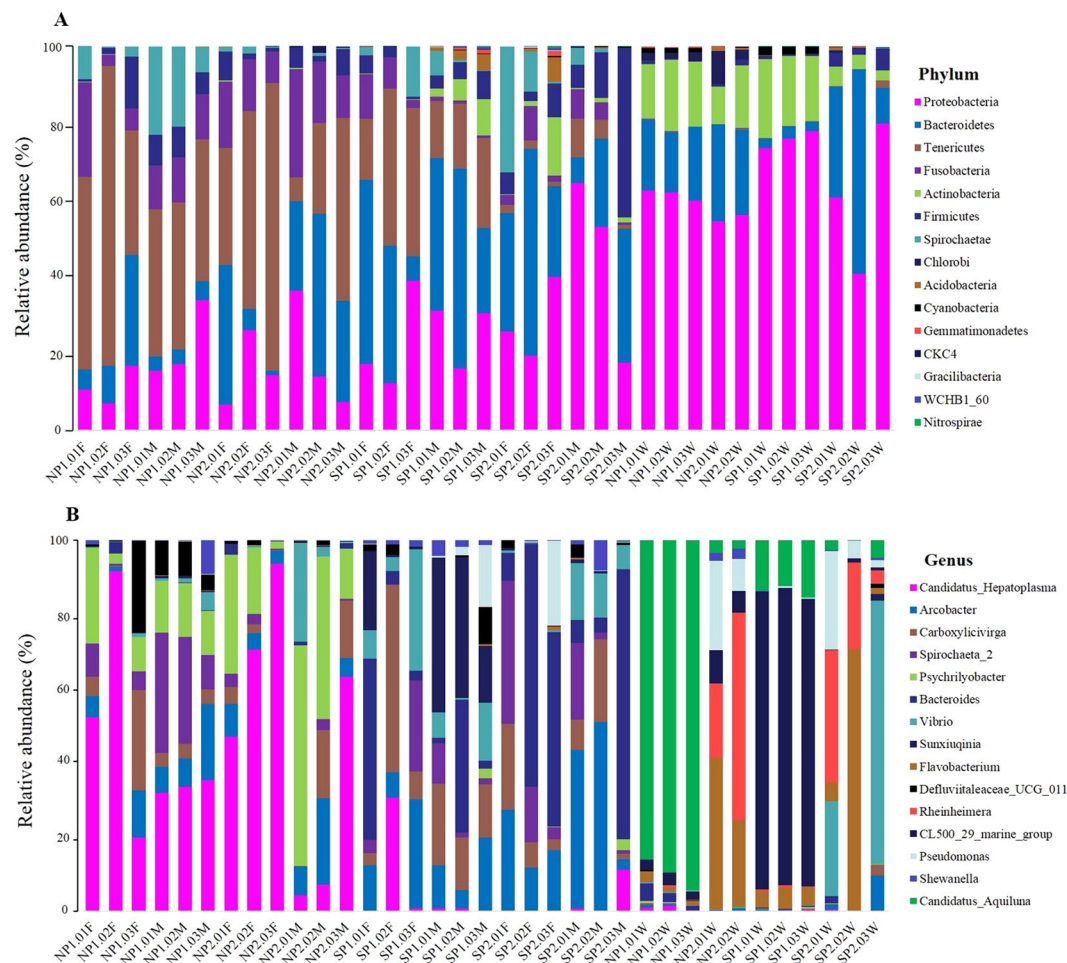 A
Relative abundance (%)
100
80
60
40
20
0
NP1.01F
NP1.02F
NP1.03F
NP1.01M
NP1.02M
NP1.03M
NP2.01F
NP2.02F
NP2.03F
NP2.01M
NP2.02M
NP2.03M
SP1.01F
SP1.02F
SP1.03F
SP1.01M
SP1.02M
SP1.03M
SP2.01F
SP2.02F
SP2.03F
SP2.01M
SP2.02M
SP2.03M
NP1.01W
NP1.02W
NP1.03W
NP2.01W
NP2.02W
SP1.01W
SP1.02W
SP1.03W
SP2.01W
SP2.02W
SP2.03W
Phylum
Proteobacteria
Bacteroidetes
Tenericutes
Fusobacteria
Actinobacteria
Firmicutes
Spirochaetae
Chlorobi
Acidobacteria
Cyanobacteria
Gemmatimonadetes
CKC4
Gracilibacteria
WCHB1_60
Nitrospirae
B
Relative abundance (%)
100
80
60
40
20
0
NP1.01F
NP1.02F
NP1.03F
NP1.01M
NP1.02M
NP1.03M
NP2.01F
NP2.02F
NP2.03F
NP2.01M
NP2.02M
NP2.03M
SP1.01F
SP1.02F
SP1.03F
SP1.01M
SP1.02M
SP1.03M
SP2.01F
SP2.02F
SP2.03F
SP2.01M
SP2.02M
SP2.03M
NP1.01W
NP1.02W
NP1.03W
NP2.01W
NP2.02W
SP1.01W
SP1.02W
SP1.03W
SP2.01W
SP2.02W
SP2.03W
Genus
Candidatus_Hepatoplasma
Arcobacter
Carboxylicivirga
Spirochaeta_2
Psychrilyobacter
Bacteroides
Vibrio
Sunxiuqinia
Flavobacterium
Defluviitaleaceae_UCG_011
Rheinheimera
CL500_29_marine_group
Pseudomonas
Shewanella
Candidatus_Aquiluna